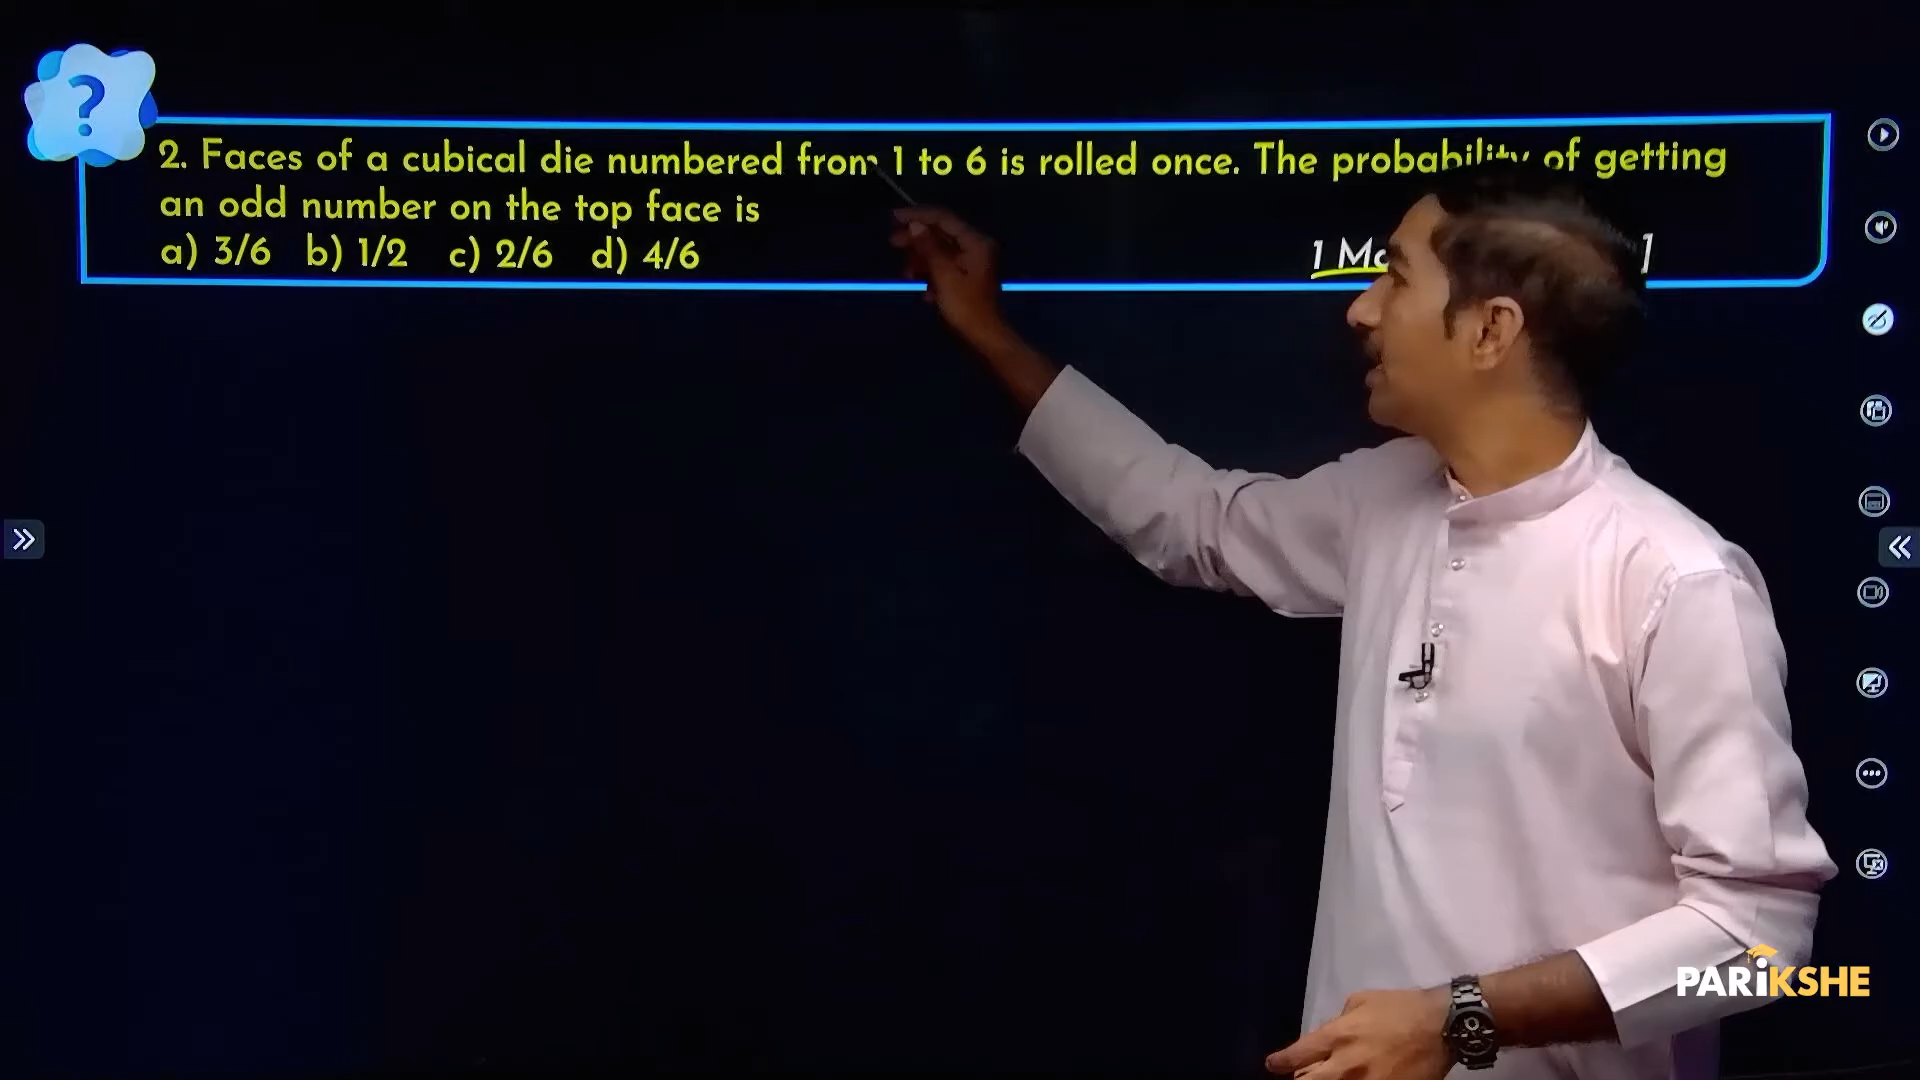 ?
2. Faces of a cubical die numbered from 1 to 6 is rolled once. The probability of getting
an odd number on the top face is
a) 3/6 b) 1/2 c) 2/6 d) 4/6
1 ]
PARiKSHE